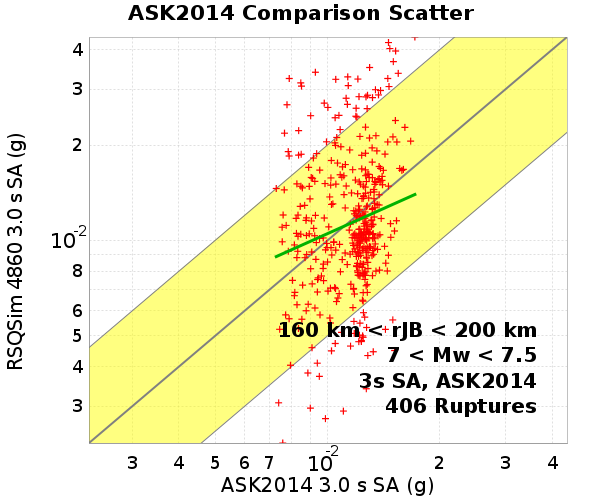 ASK2014 Comparison Scatter
RSQSim 4860 3.0 s SA (g)
4
3
2
10⁻²
8
6
5
4
3
160 km < rJB < 200 km
7 < Mw < 7.5
3s SA, ASK2014
406 Ruptures
3 4 5 6 7 10⁻² 2 3 4
ASK2014 3.0 s SA (g)